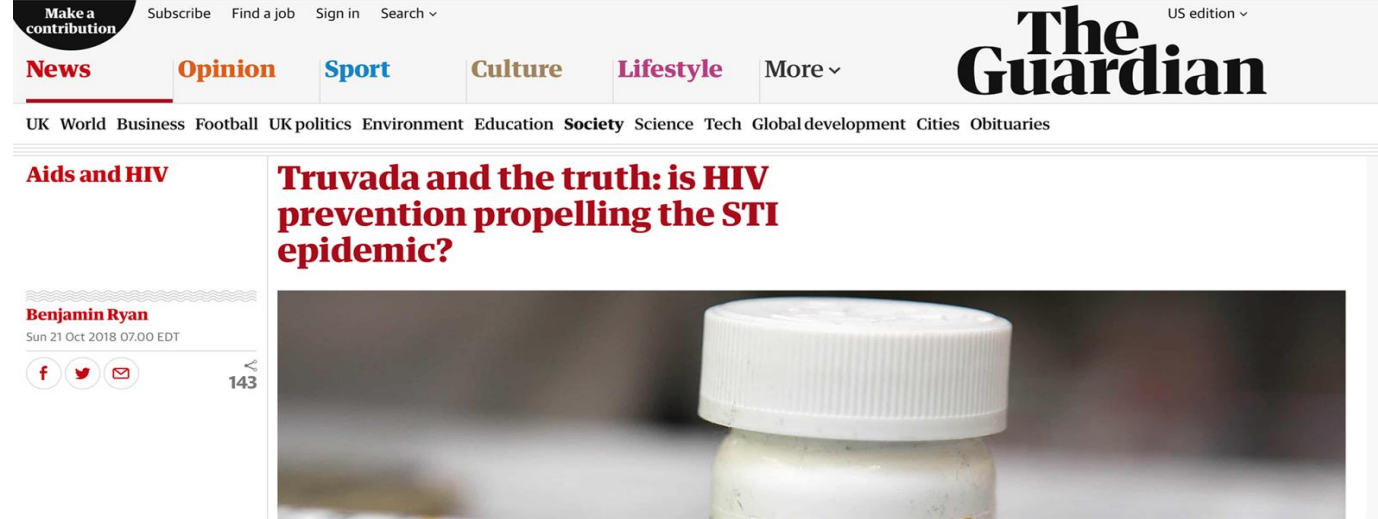 Make a
contribution
Subscribe Find a job Sign in Search
US edition
The
Guardian
News Opinion Sport Culture Lifestyle More
UK World Business Football UK politics Environment Education Society Science Tech Global development Cities Obituaries
Aids and HIV
Truvada and the truth: is HIV
prevention propelling the STI
epidemic?
Benjamin Ryan
Sun 21 Oct 2018 07.00 EDT
143